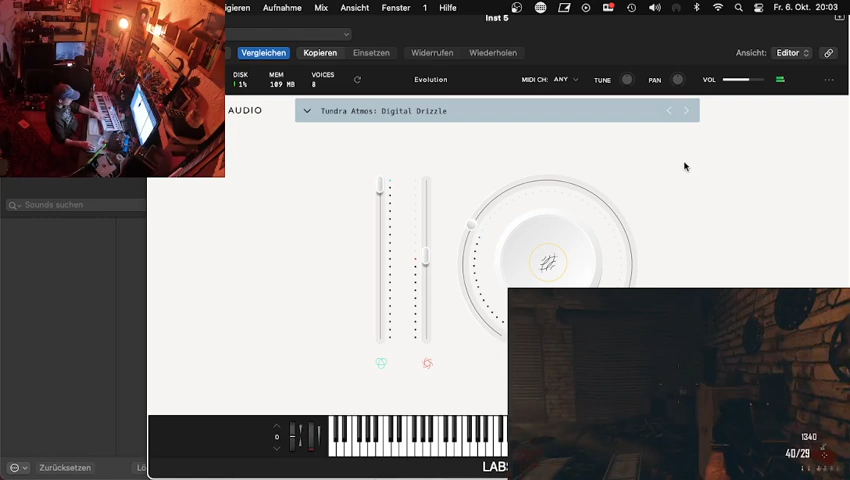 igieren Aufnahme Mix Ansicht Fenster 1 Hilfe Fr. 6. Okt. 20:03
Inst 5
Vergleichen Kopieren Einsetzen Widerrufen Wiederholen Ansicht: Editor
DISK 1% MEM 109 MB VOICES 8 Evolution MIDI CH: ANY TUNE PAN VOL
AUDIO Tundra Atmos: Digital Drizzle
Sounds suchen
0
LABS
Zurücksetzen Lö
1340
40/29